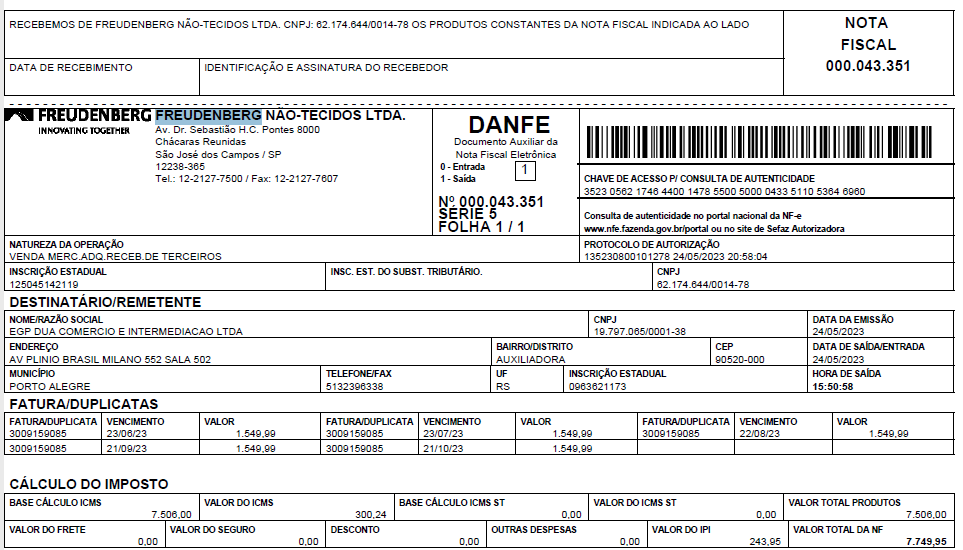 RECEBEMOS DE FREUDENBERG NÃO-TECIDOS LTDA. CNPJ: 62.174.644/0014-78 OS PRODUTOS CONSTANTES DA NOTA FISCAL INDICADA AO LADO
NOTA
FISCAL
000.043.351
DATA DE RECEBIMENTO
IDENTIFICAÇÃO E ASSINATURA DO RECEBEDOR
FREUDENBERG
INNOVATING TOGETHER
FREUDENBERG NÃO-TECIDOS LTDA.
Av. Dr. Sebastião H.C. Pontes 8000
Chácaras Reunidas
São José dos Campos / SP
12238-365
Tel.: 12-2127-7500 / Fax: 12-2127-7607
DANFE
Documento Auxiliar da
Nota Fiscal Eletrônica
0 - Entrada
1 - Saída
1
Nº 000.043.351
SÉRIE 5
FOLHA 1 / 1
CHAVE DE ACESSO P/ CONSULTA DE AUTENTICIDADE
3523 0562 1746 4400 1478 5500 5000 0433 5110 5364 6960
Consulta de autenticidade no portal nacional da NF-e
www.nfe.fazenda.gov.br/portal ou no site de Sefaz Autorizadora
NATUREZA DA OPERAÇÃO
VENDA MERC.ADQ.RECEB.DE TERCEIROS
PROTOCOLO DE AUTORIZAÇÃO
135230800101278 24/05/2023 20:58:04
INSCRIÇÃO ESTADUAL
125045142119
INSC. EST. DO SUBST. TRIBUTÁRIO.
CNPJ
62.174.644/0014-78
DESTINATÁRIO/REMETENTE
NOME/RAZÃO SOCIAL
EGP DUA COMERCIO E INTERMEDIACAO LTDA
CNPJ
19.797.065/0001-38
DATA DA EMISSÃO
24/05/2023
ENDEREÇO
AV PLINIO BRASIL MILANO 552 SALA 502
BAIRRO/DISTRITO
AUXILIADORA
CEP
90520-000
DATA DE SAÍDA/ENTRADA
24/05/2023
MUNICÍPIO
PORTO ALEGRE
TELEFONE/FAX
5132396338
UF
RS
INSCRIÇÃO ESTADUAL
0963621173
HORA DE SAÍDA
15:50:58
FATURA/DUPLICATAS
FATURA/DUPLICATA VENCIMENTO VALOR FATURA/DUPLICATA VENCIMENTO VALOR FATURA/DUPLICATA VENCIMENTO VALOR
3009159085 23/06/23 1.549,99 3009159085 23/07/23 1.549,99 3009159085 22/08/23 1.549,99
3009159085 21/09/23 1.549,99 3009159085 21/10/23 1.549,99
CÁLCULO DO IMPOSTO
BASE CÁLCULO ICMS VALOR DO ICMS BASE CÁLCULO ICMS ST VALOR DO ICMS ST VALOR TOTAL PRODUTOS
7.506,00 300,24 0,00 0,00 7.506,00
VALOR DO FRETE VALOR DO SEGURO DESCONTO OUTRAS DESPESAS VALOR DO IPI VALOR TOTAL DA NF
0,00 0,00 0,00 0,00 243,95 7.749,95